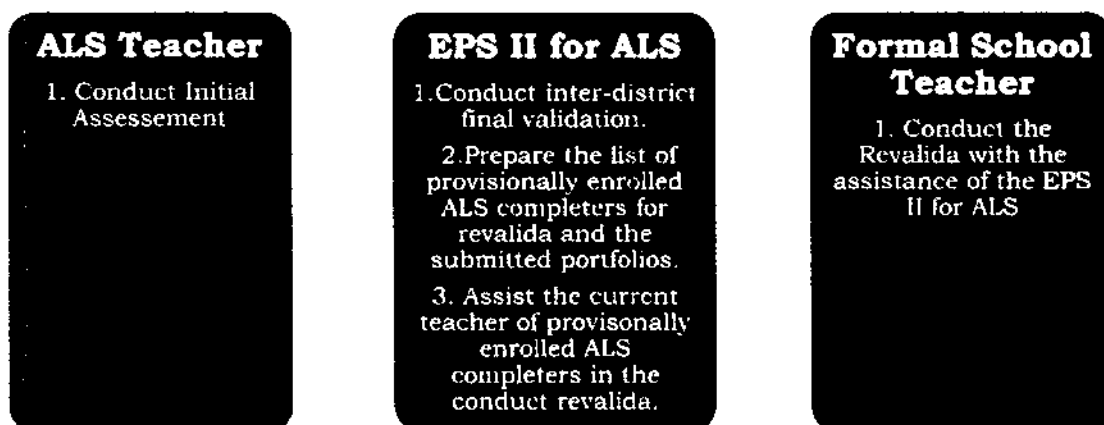 ALS Teacher
1. Conduct Initial
Assessement
EPS II for ALS
1.Conduct inter-district
final validation.
2.Prepare the list of
provisionally enrolled
ALS completers for
revalida and the
submitted portfolios.
3. Assist the current
teacher of provisonally
enrolled ALS
completers in the
conduct revalida.
Formal School
Teacher
1. Conduct the
Revalida with the
assistance of the EPS
II for ALS